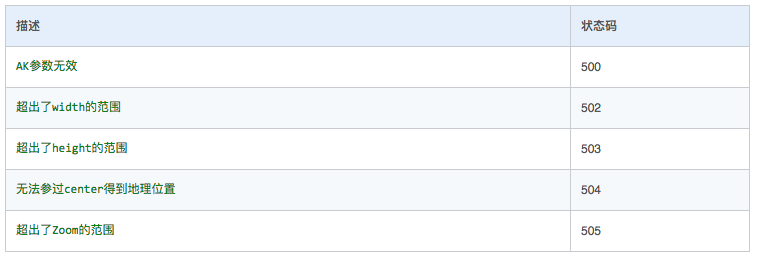 描述 状态码
AK参数无效 500
超出了width的范围 502
超出了height的范围 503
无法参过center得到地理位置 504
超出了Zoom的范围 505